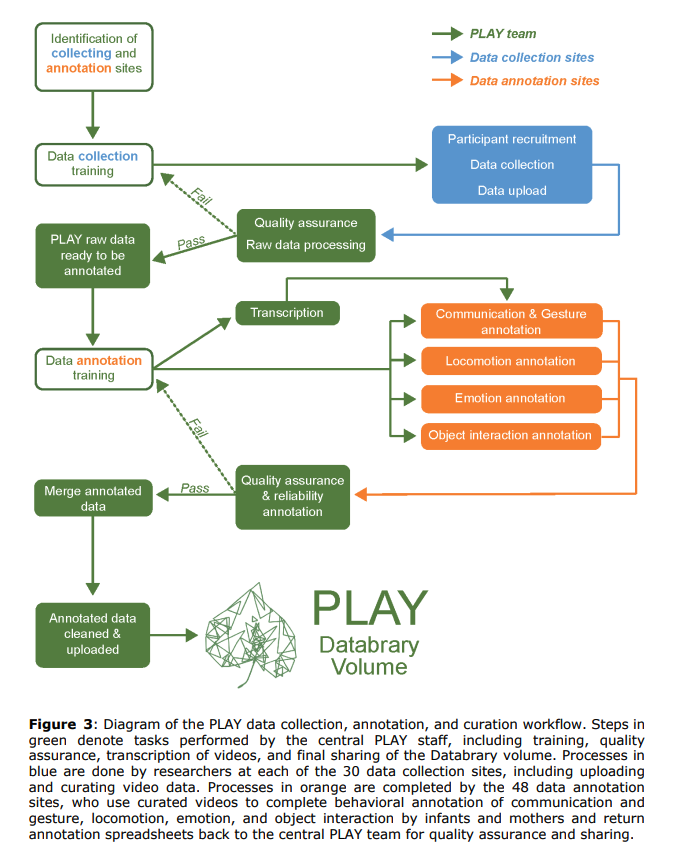 Identification of
collecting and
annotation sites
PLAY team
Data collection sites
Data annotation sites
Data collection
training
Participant recruitment
Data collection
Data upload
Fail
Quality assurance
Raw data processing
Pass
PLAY raw data
ready to be
annotated
Transcription
Communication & Gesture
annotation
Locomotion annotation
Data annotation
training
Emotion annotation
Object interaction annotation
Fail
Quality assurance
& reliability
annotation
Pass
Merge annotated
data
Annotated data
cleaned &
uploaded
PLAY
Databrary
Volume
Figure 3: Diagram of the PLAY data collection, annotation, and curation workflow. Steps in
green denote tasks performed by the central PLAY staff, including training, quality
assurance, transcription of videos, and final sharing of the Databrary volume. Processes in
blue are done by researchers at each of the 30 data collection sites, including uploading
and curating video data. Processes in orange are completed by the 48 data annotation
sites, who use curated videos to complete behavioral annotation of communication and
gesture, locomotion, emotion, and object interaction by infants and mothers and return
annotation spreadsheets back to the central PLAY team for quality assurance and sharing.